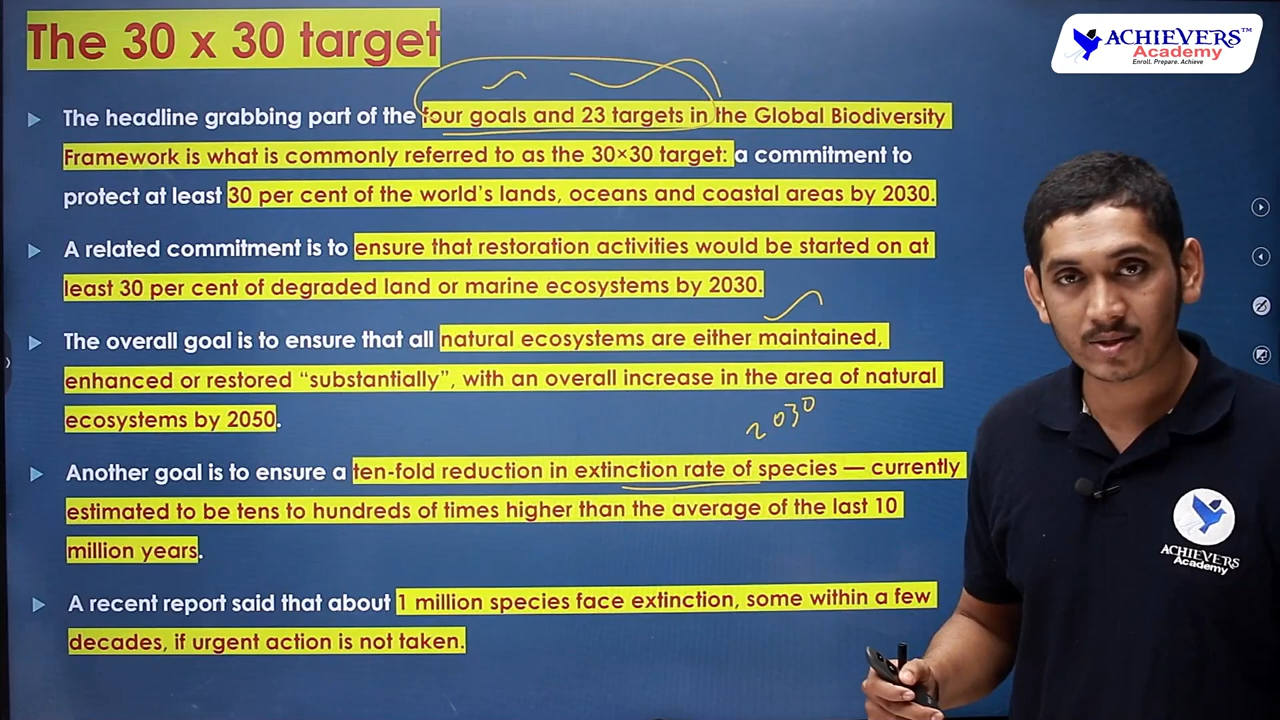 The 30 x 30 target
ACHIEVERS™
Academy
Enroll. Prepare. Achieve
The headline grabbing part of the four goals and 23 targets in the Global Biodiversity
Framework is what is commonly referred to as the 30×30 target: a commitment to
protect at least 30 per cent of the world's lands, oceans and coastal areas by 2030.
A related commitment is to ensure that restoration activities would be started on at
least 30 per cent of degraded land or marine ecosystems by 2030.
The overall goal is to ensure that all natural ecosystems are either maintained,
enhanced or restored “substantially”, with an overall increase in the area of natural
ecosystems by 2050.
2030
Another goal is to ensure a ten-fold reduction in extinction rate of species — currently
estimated to be tens to hundreds of times higher than the average of the last 10
million years.
A recent report said that about 1 million species face extinction, some within a few
decades, if urgent action is not taken.
ACHIEVERS
Academy